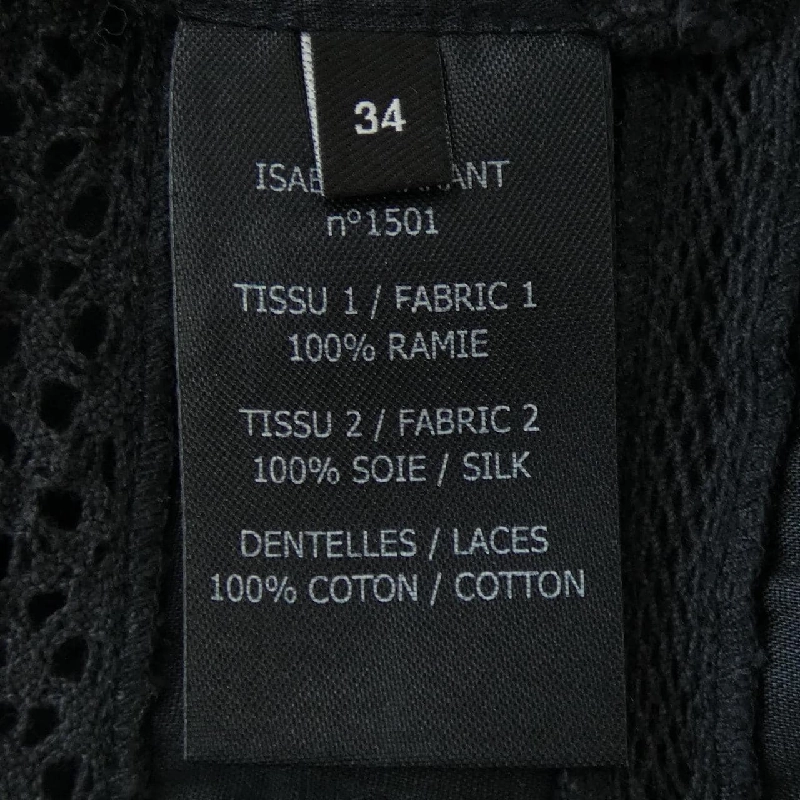 34
n°1501
TISSU 1 / FABRIC 1
100% RAMIE
TISSU 2 / FABRIC 2
100% SOIE / SILK
DENTELLES / LACES
100% COTON / COTTON